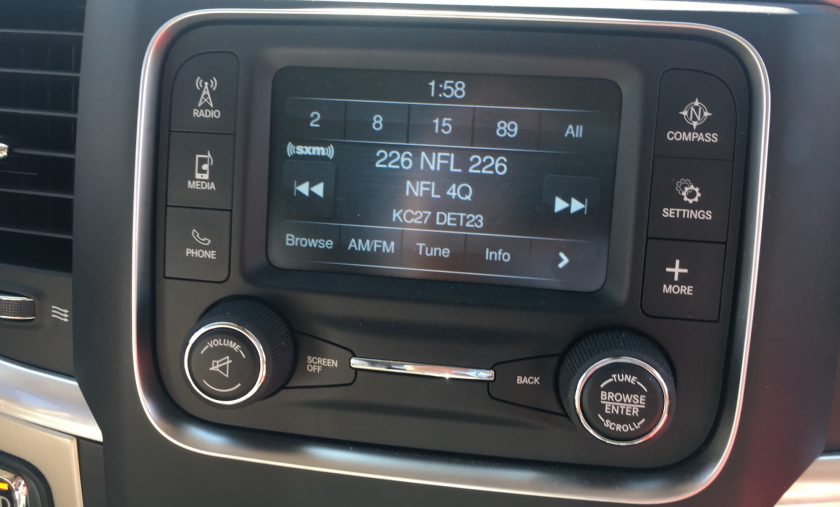 1:58
2 8 15 89 All
((sxm))
226 NFL 226
NFL 4Q
KC27 DET23
Browse AM/FM Tune Info >
RADIO
MEDIA
PHONE
N
COMPASS
SETTINGS
MORE
VOLUME
SCREEN
OFF
BACK
TUNE
BROWSE
ENTER
SCROLL